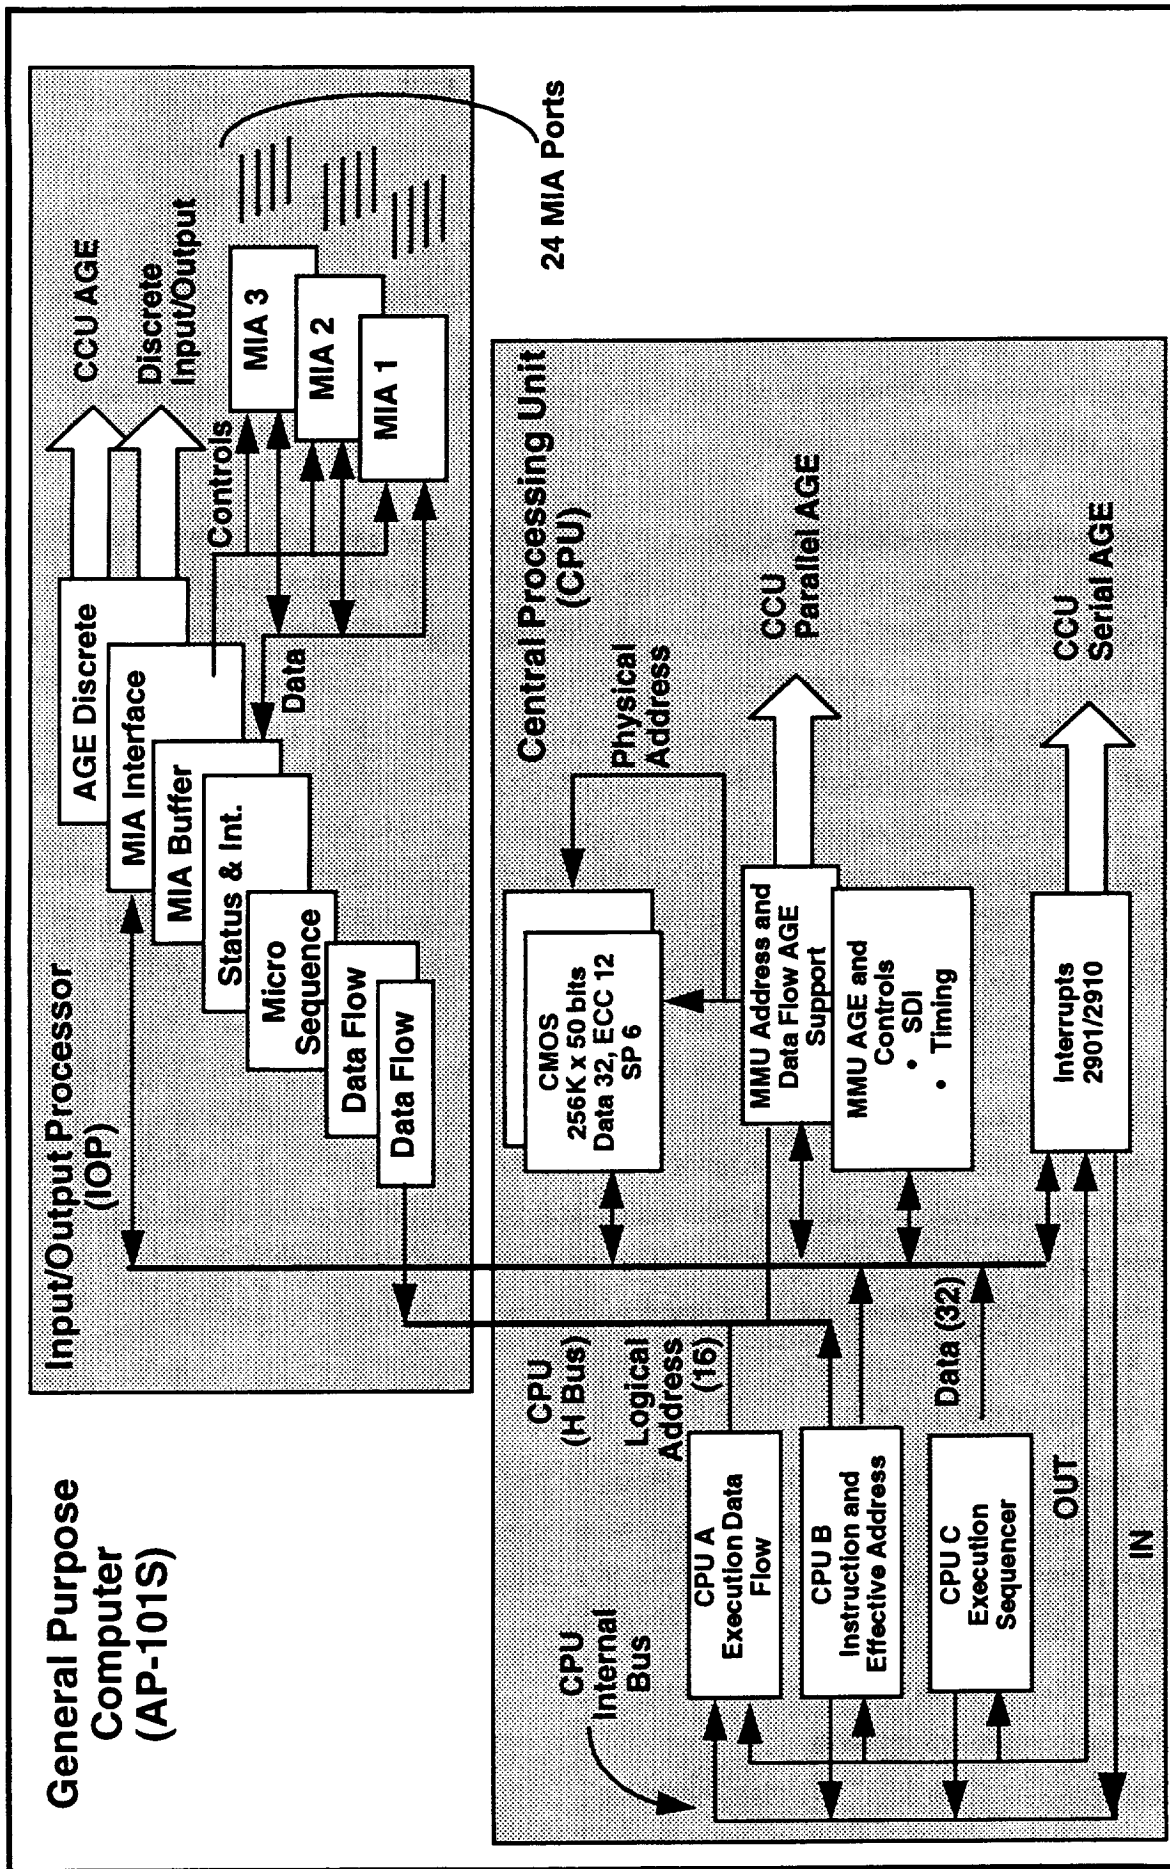 General Purpose
Computer
(AP-101S)
Input/Output Processor
(IOP)
AGE Discrete
MIA Interface
MIA Buffer
Status & Int.
Micro
Sequence
Data Flow
Data Flow
CCU AGE
Discrete
Input/Output
Controls
Data
MIA 3
MIA 2
MIA 1
24 MIA Ports
Central Processing Unit
(CPU)
CPU
(H Bus)
Logical
Address
(16)
CPU
Internal
Bus
CPU A
Execution Data
Flow
CPU B
Instruction and
Effective Address
CPU C
Execution
Sequencer
Data (32)
OUT
IN
CMOS
256K x 50 bits
Data 32, ECC 12
SP 6
Physical
Address
MMU Address and
Data Flow AGE
Support
MMU AGE and
Controls
• SDI
• Timing
Interrupts
2901/2910
CCU
Parallel AGE
CCU
Serial AGE